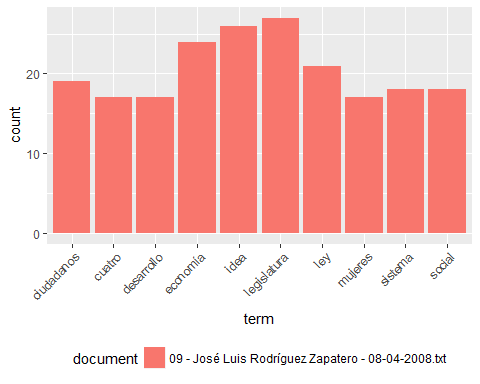 20
10
0
count
ciudadanos
cuatro
desarrollo
economía
idea
legislatura
ley
mujeres
sistema
social
term
document 09 - José Luis Rodríguez Zapatero - 08-04-2008.txt